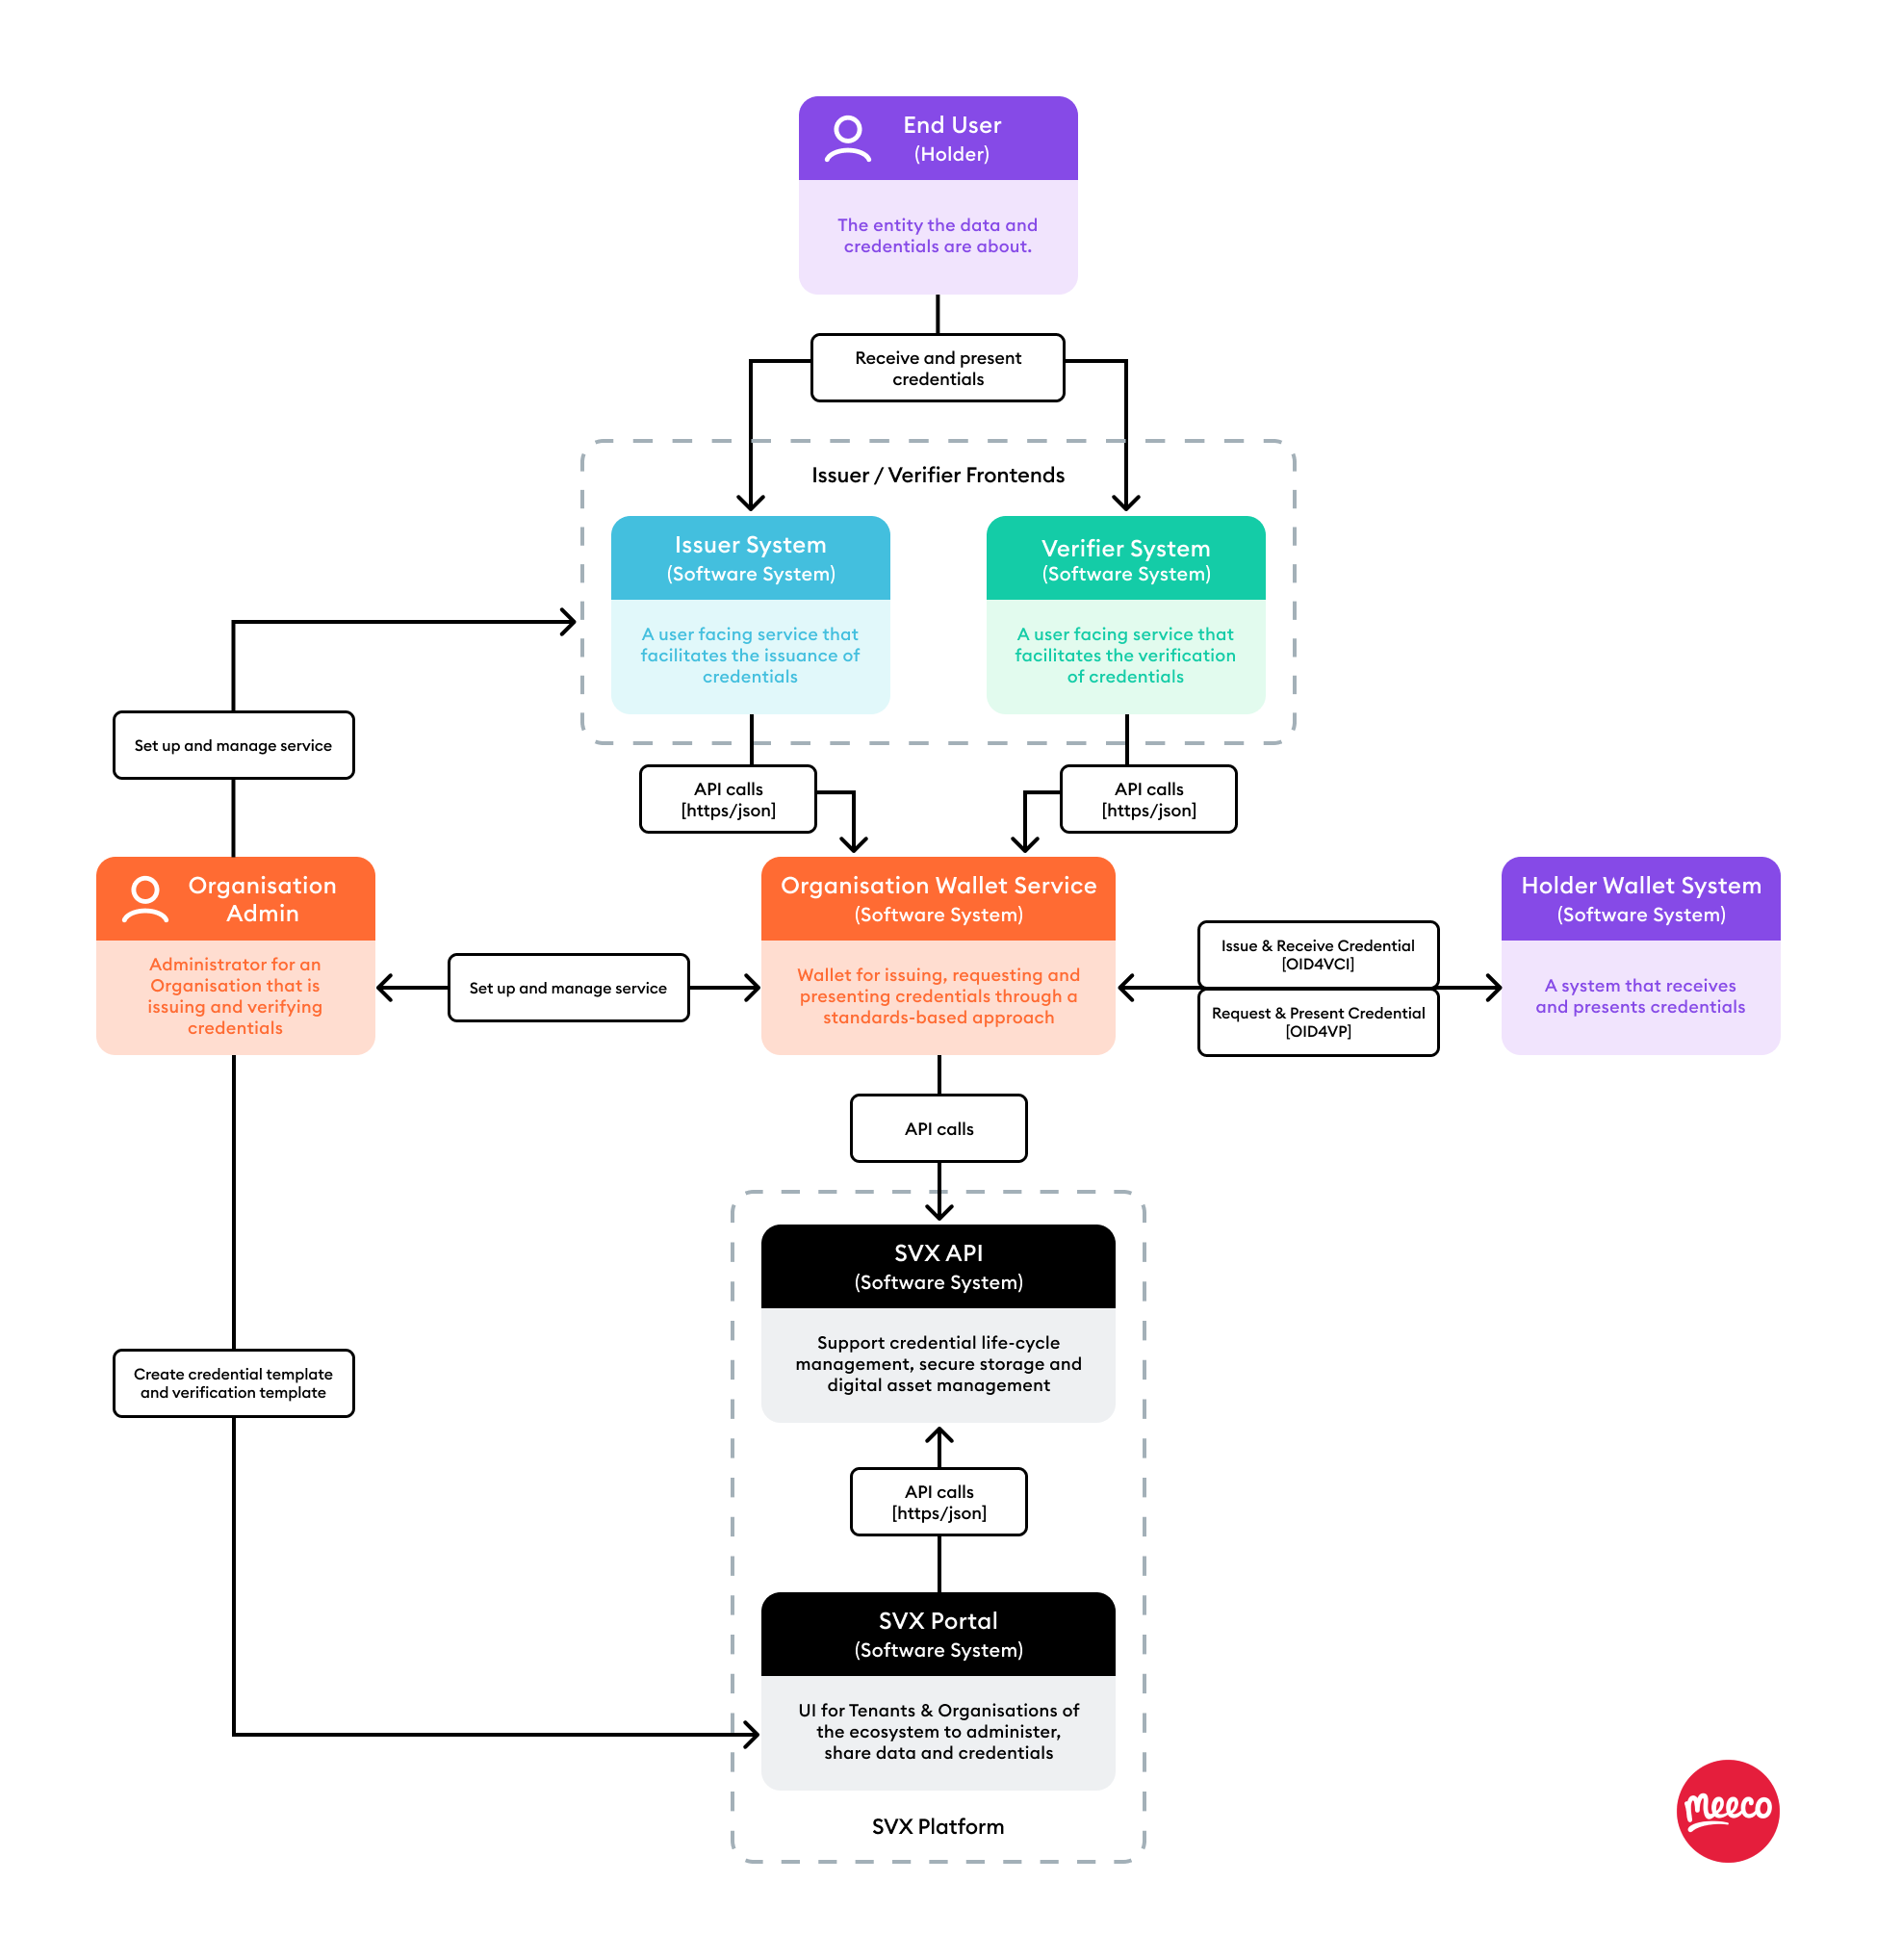 End User
(Holder)
The entity the data and
credentials are about.
Receive and present
credentials
Issuer / Verifier Frontends
Issuer System
(Software System)
A user facing service that
facilitates the issuance of
credentials
Verifier System
(Software System)
A user facing service that
facilitates the verification
of credentials
Set up and manage service
API calls
[https/json]
API calls
[https/json]
Organisation
Admin
Administrator for an
Organisation that is
issuing and verifying
credentials
Set up and manage service
Organisation Wallet Service
(Software System)
Wallet for issuing, requesting and
presenting credentials through a
standards-based approach
Issue & Receive Credential
[OID4VCI]
Request & Present Credential
[OID4VP]
Holder Wallet System
(Software System)
A system that receives
and presents credentials
API calls
SVX API
(Software System)
Support credential life-cycle
management, secure storage and
digital asset management
Create credential template
and verification template
API calls
[https/json]
SVX Portal
(Software System)
UI for Tenants & Organisations of
the ecosystem to administer,
share data and credentials
SVX Platform
meeco